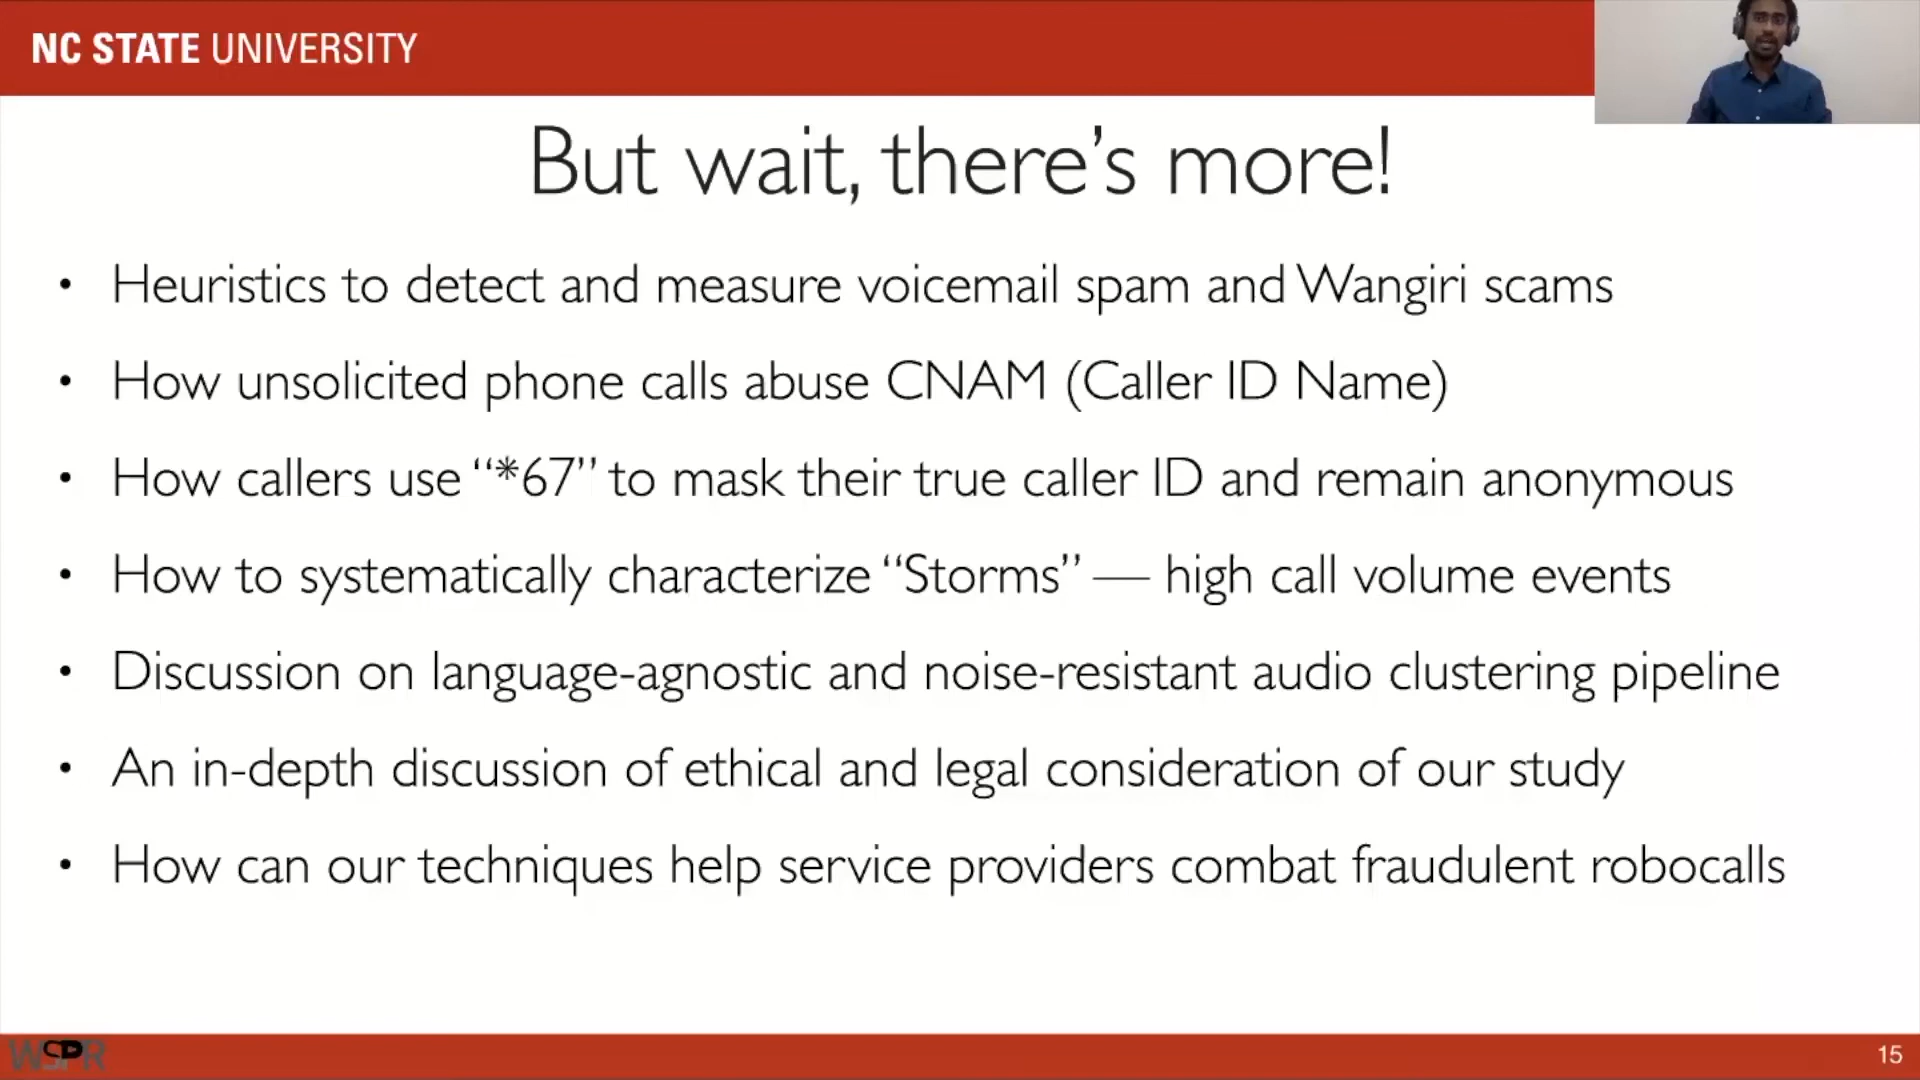 NC STATE UNIVERSITY
But wait, there’s more!
• Heuristics to detect and measure voicemail spam and Wangiri scams
• How unsolicited phone calls abuse CNAM (Caller ID Name)
• How callers use “*67” to mask their true caller ID and remain anonymous
• How to systematically characterize “Storms” — high call volume events
• Discussion on language-agnostic and noise-resistant audio clustering pipeline
• An in-depth discussion of ethical and legal consideration of our study
• How can our techniques help service providers combat fraudulent robocalls
WSPR
15